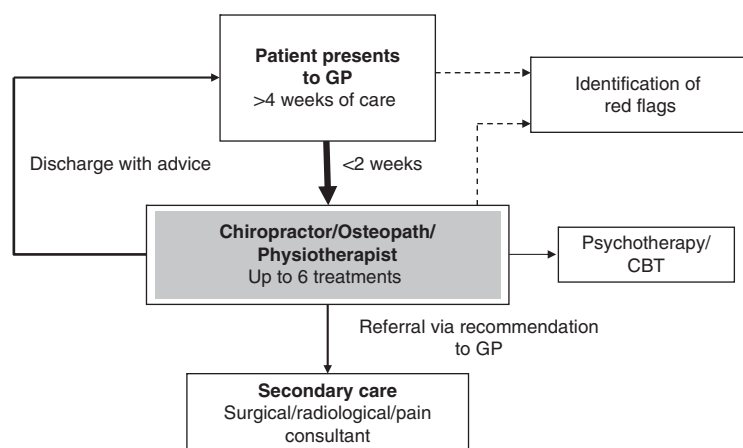 Patient presents
to GP
>4 weeks of care
Identification of
red flags
Discharge with advice
<2 weeks
Chiropractor/Osteopath/
Physiotherapist
Up to 6 treatments
Psychotherapy/
CBT
Referral via recommendation
to GP
Secondary care
Surgical/radiological/pain
consultant